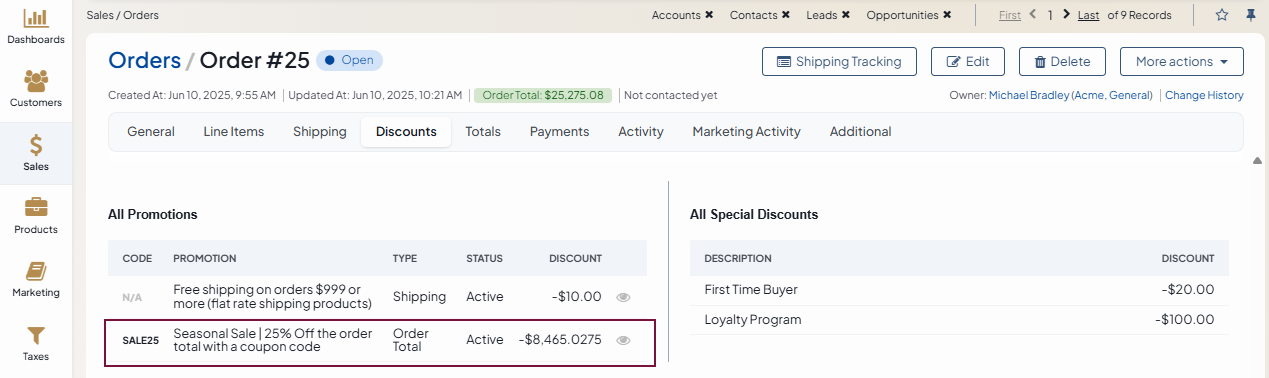 Sales / Orders
Accounts ✖ Contacts ✖ Leads ✖ Opportunities ✖ First < 1 > Last of 9 Records
Dashboards
Customers
Sales
Products
Marketing
Taxes
Orders / Order #25 Open
Shipping Tracking Edit Delete More actions
Created At: Jun 10, 2025, 9:55 AM Updated At: Jun 10, 2025, 10:21 AM Order Total: $25,275.08 Not contacted yet
Owner: Michael Bradley (Acme, General) Change History
General Line Items Shipping Discounts Totals Payments Activity Marketing Activity Additional
All Promotions
CODE PROMOTION TYPE STATUS DISCOUNT
N/A Free shipping on orders $999 or
more (flat rate shipping products) Shipping Active -$10.00
SALE25 Seasonal Sale | 25% Off the order
total with a coupon code Order
Total Active -$8,465.0275
All Special Discounts
DESCRIPTION DISCOUNT
First Time Buyer -$20.00
Loyalty Program -$100.00